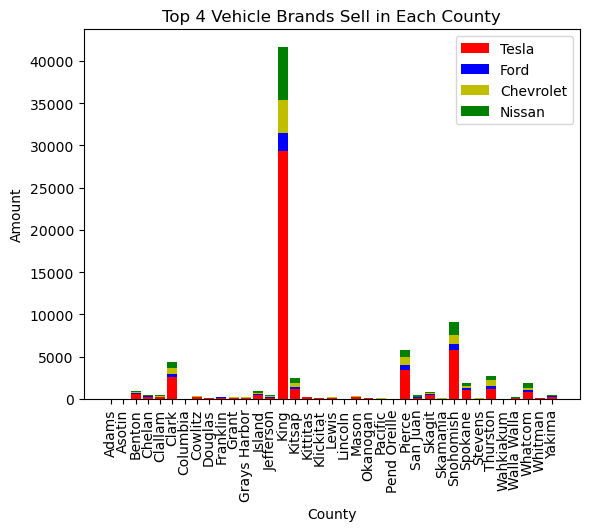 Top 4 Vehicle Brands Sell in Each County
Tesla
Ford
Chevrolet
Nissan
Amount
40000
35000
30000
25000
20000
15000
10000
5000
0
Adams
Asotin
Benton
Chelan
Clallam
Clark
Columbia
Cowlitz
Douglas
Franklin
Grant
Grays Harbor
Island
Jefferson
King
Kitsap
Kittitas
Klickitat
Lewis
Lincoln
Mason
Okanogan
Pacific
Pend Oreille
Pierce
San Juan
Skagit
Skamania
Snohomish
Spokane
Stevens
Thurston
Wahkiakum
Walla Walla
Whatcom
Whitman
Yakima
County